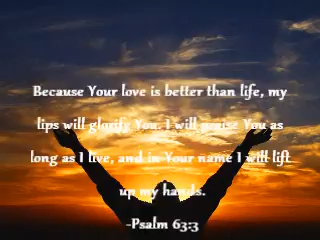 Because Your love is better than life, my
lips will glorify You. I will praise You as
long as I live, and in Your name I will lift
up my hands.
-Psalm 63:3